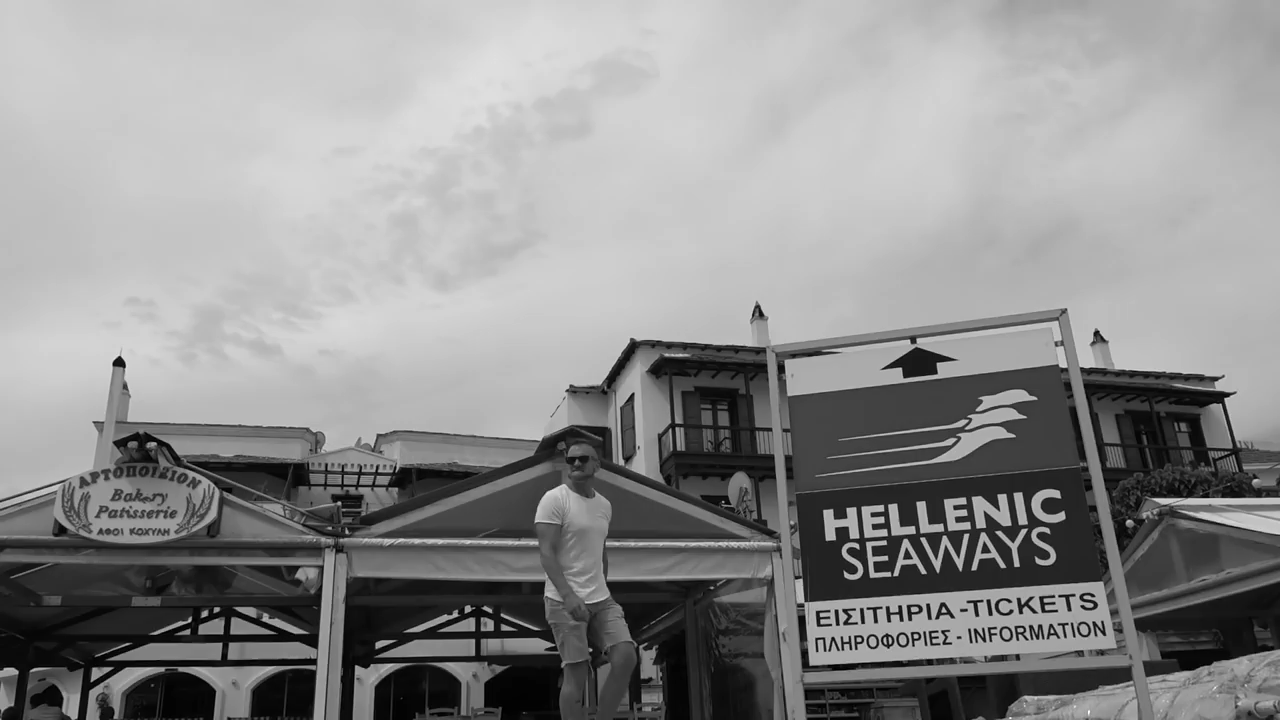 ΑΡΤΟΠΟΙΕΙΟΝ
Bakery
Patisserie
ΑΦΟΙ ΚΟΧΥΛΗ
HELLENIC
SEAWAYS
ΕΙΣΙΤΗΡΙΑ - TICKETS
ΠΛΗΡΟΦΟΡΙΕΣ - INFORMATION